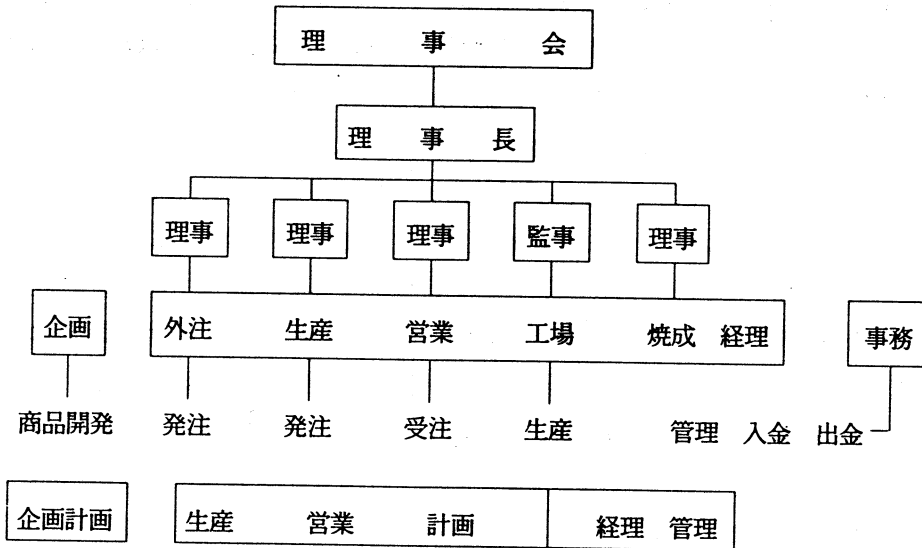 理事会
理事長
理事 理事 理事 監事 理事
企画 外注 生産 営業 工場 焼成 経理 事務
商品開発 発注 発注 受注 生産 管理 入金 出金
企画計画 生産 営業 計画 経理 管理